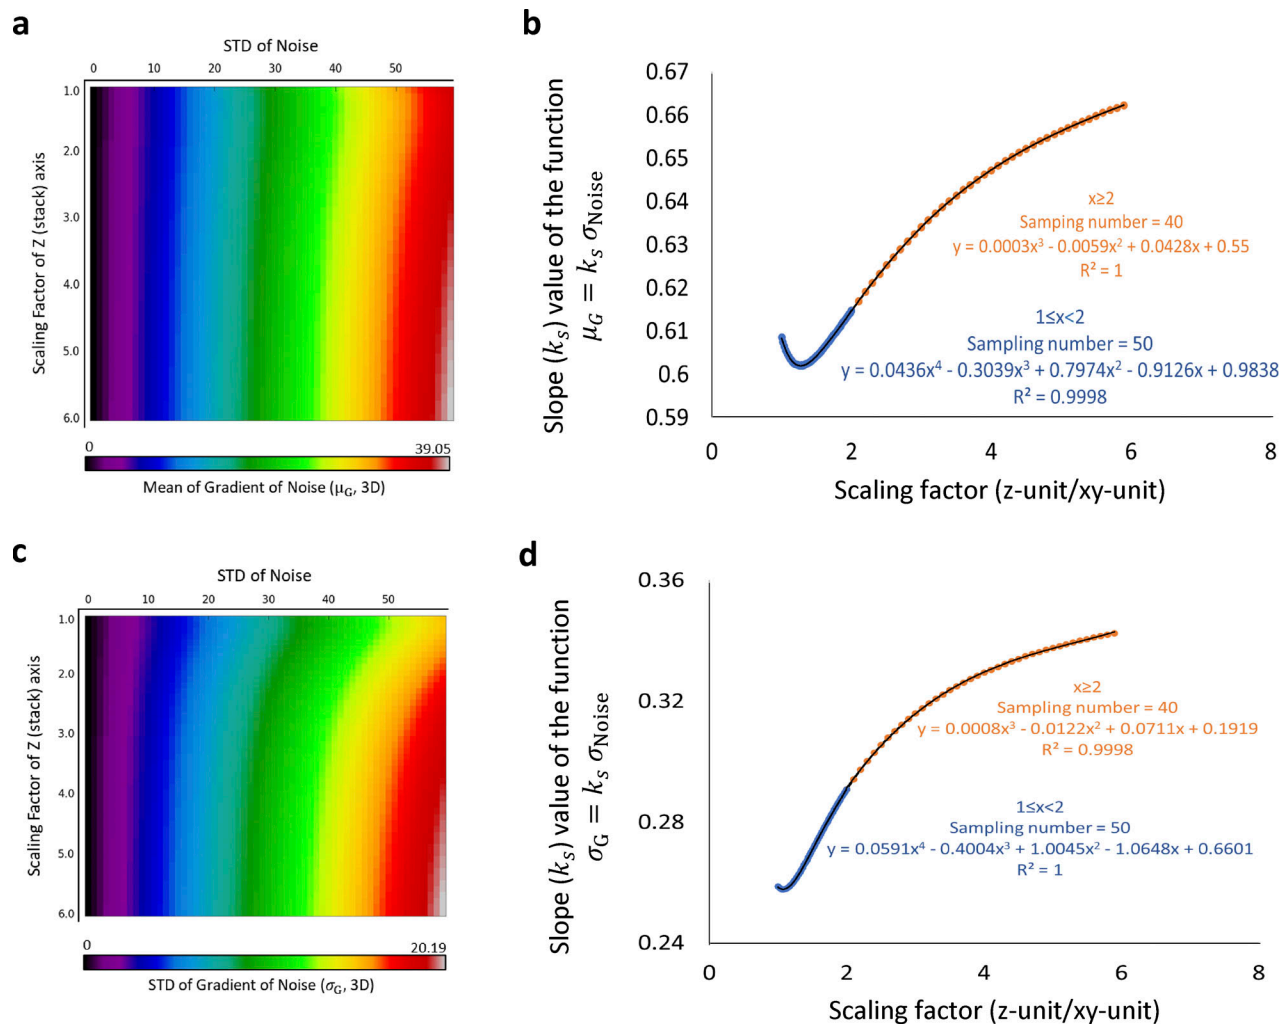 a
STD of Noise
0 10 20 30 40 50
Scaling Factor of Z (stack) axis
1.0
2.0
3.0
4.0
5.0
6.0
0 39.05
Mean of Gradient of Noise (μG, 3D)
b
Slope (ks) value of the function
μG = ks σNoise
0.67
0.66
0.65
0.64
0.63
0.62
0.61
0.6
0.59
x≥2
Samping number = 40
y = 0.0003x³ - 0.0059x² + 0.0428x + 0.55
R² = 1
1≤x<2
Sampling number = 50
y = 0.0436x⁴ - 0.3039x³ + 0.7974x² - 0.9126x + 0.9838
R² = 0.9998
0 2 4 6 8
Scaling factor (z-unit/xy-unit)
c
STD of Noise
0 10 20 30 40 50
Scaling Factor of Z (stack) axis
1.0
2.0
3.0
4.0
5.0
6.0
0 20.19
STD of Gradient of Noise (σG, 3D)
d
Slope (ks) value of the function
σG = ks σNoise
0.36
0.32
0.28
0.24
x≥2
Sampling number = 40
y = 0.0008x³ - 0.0122x² + 0.0711x + 0.1919
R² = 0.9998
1≤x<2
Sampling number = 50
y = 0.0591x⁴ - 0.4004x³ + 1.0045x² - 1.0648x + 0.6601
R² = 1
0 2 4 6 8
Scaling factor (z-unit/xy-unit)